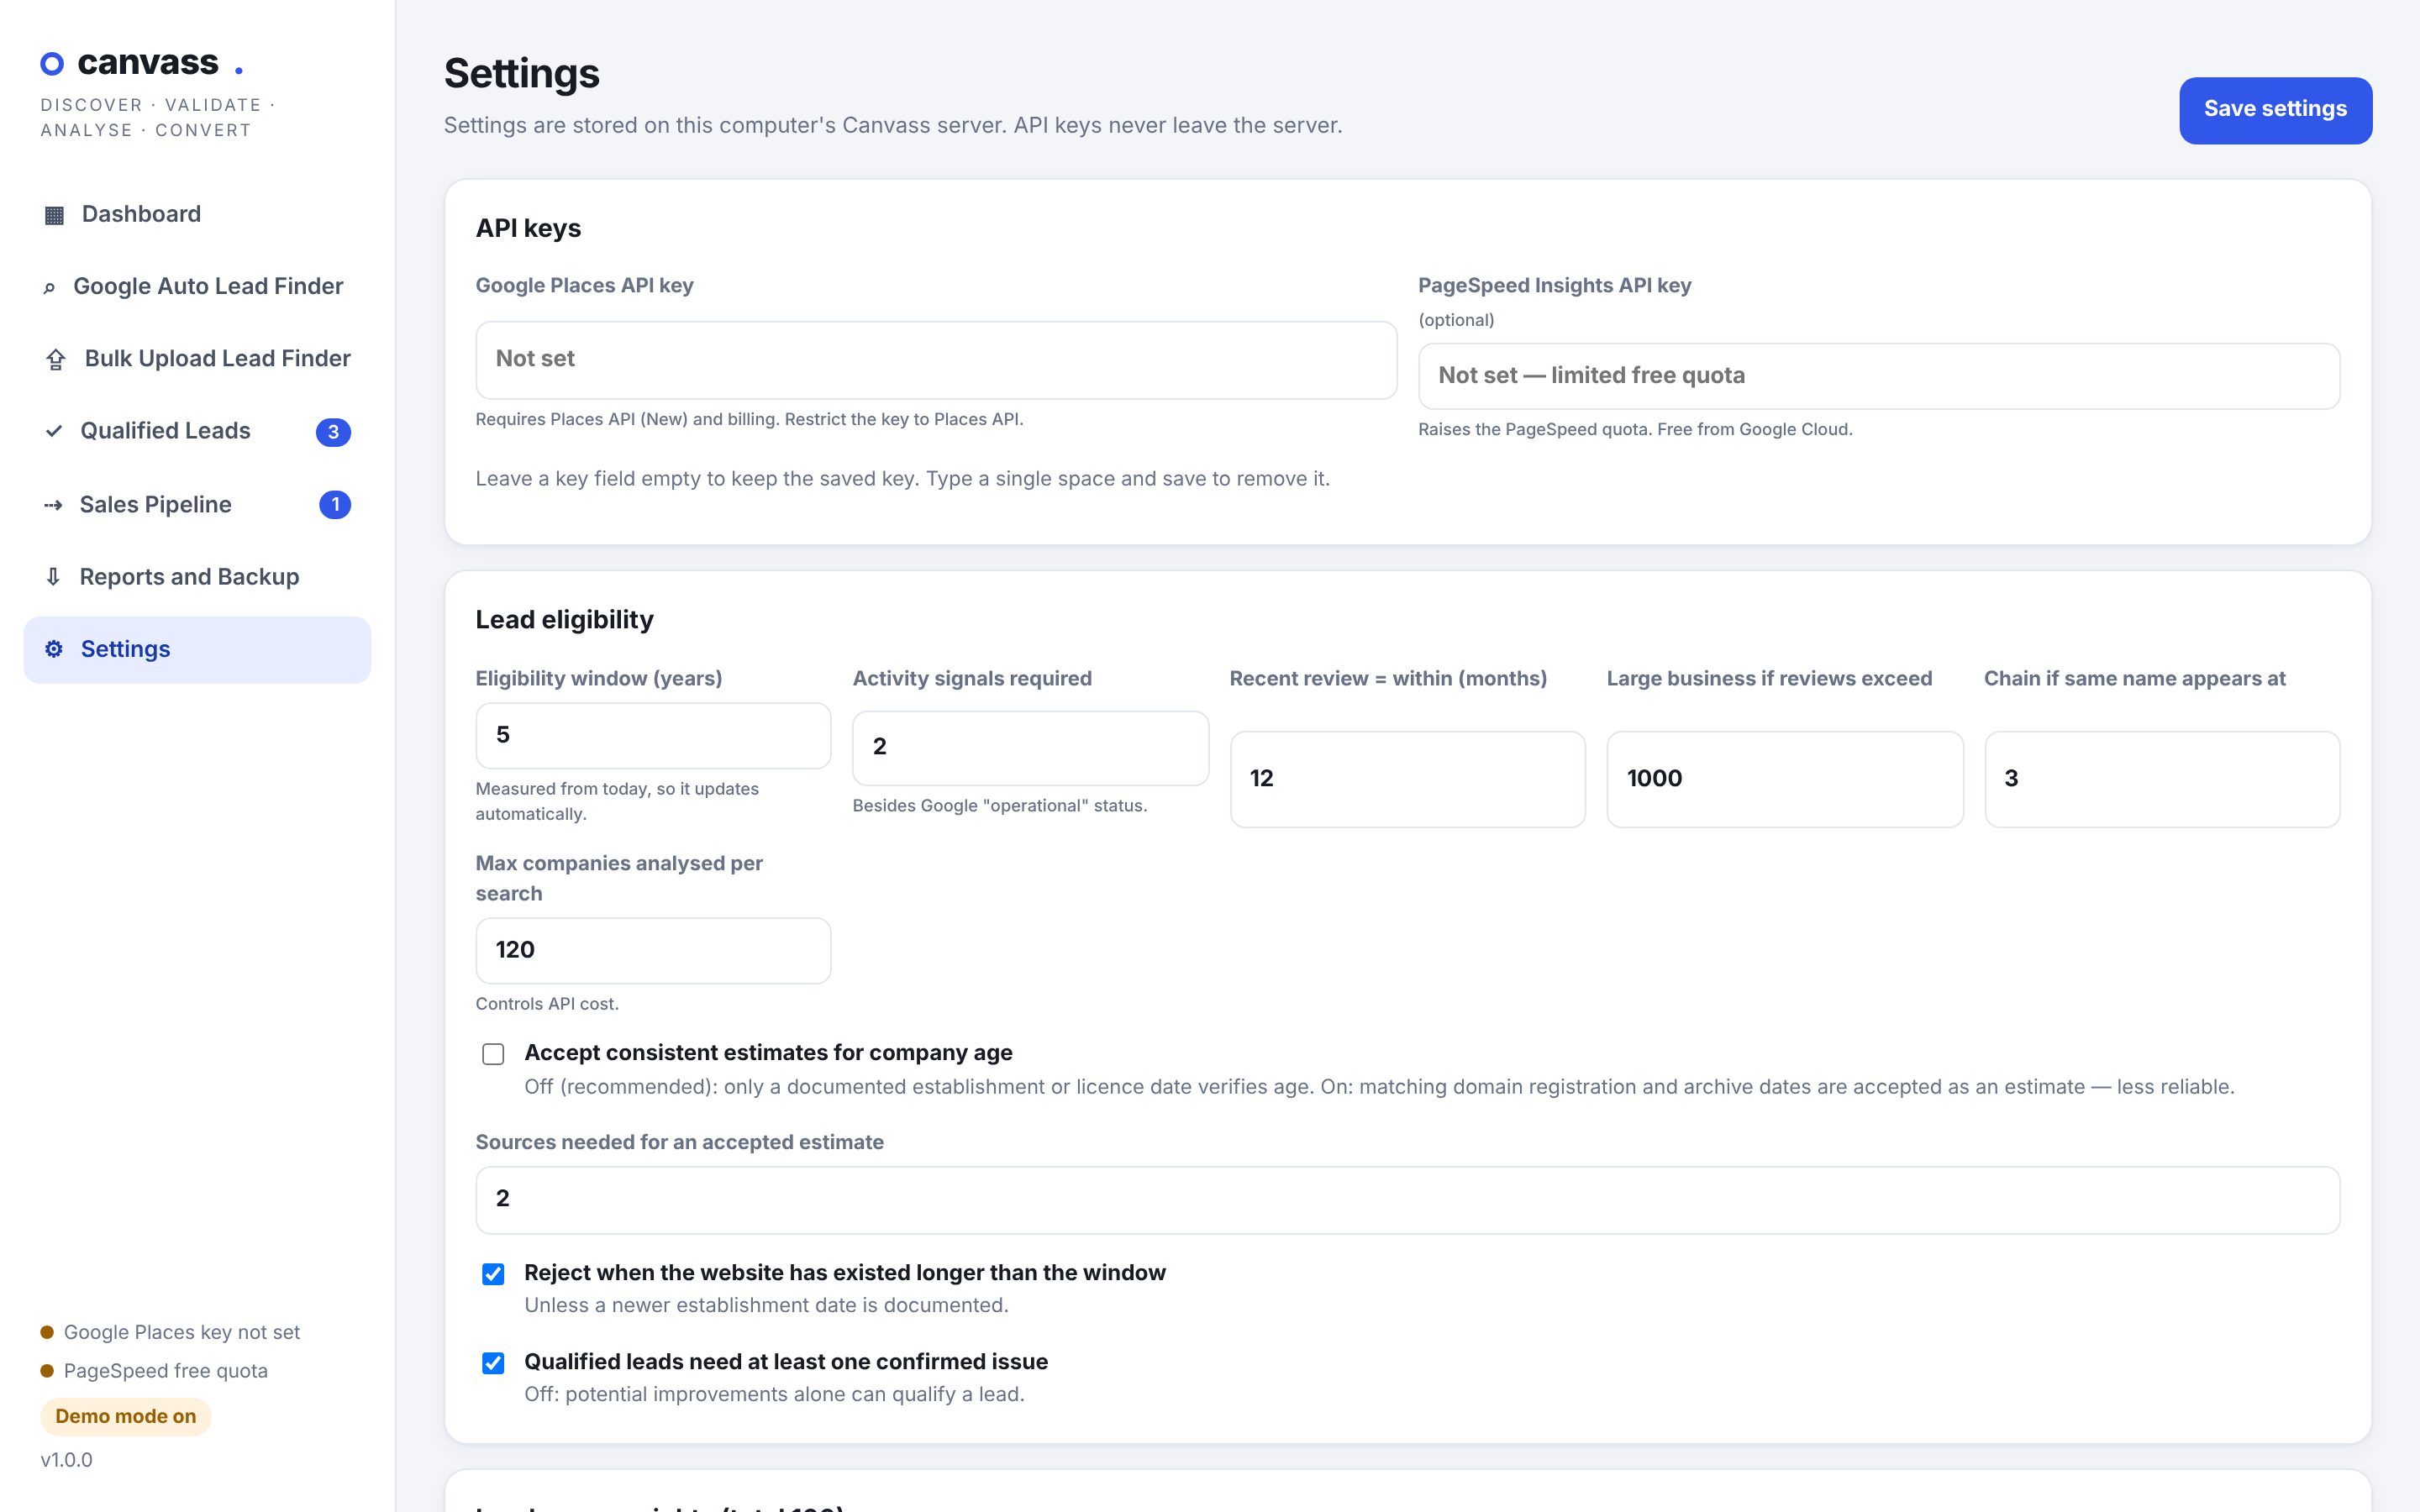 canvass .
DISCOVER · VALIDATE ·
ANALYSE · CONVERT
Dashboard
Google Auto Lead Finder
Bulk Upload Lead Finder
Qualified Leads 3
Sales Pipeline 1
Reports and Backup
Settings
Google Places key not set
PageSpeed free quota
Demo mode on
v1.0.0
Settings
Settings are stored on this computer's Canvass server. API keys never leave the server.
Save settings
API keys
Google Places API key
Not set
Requires Places API (New) and billing. Restrict the key to Places API.
PageSpeed Insights API key
(optional)
Not set — limited free quota
Raises the PageSpeed quota. Free from Google Cloud.
Leave a key field empty to keep the saved key. Type a single space and save to remove it.
Lead eligibility
Eligibility window (years)
5
Measured from today, so it updates
automatically.
Activity signals required
2
Besides Google "operational" status.
Recent review = within (months)
12
Large business if reviews exceed
1000
Chain if same name appears at
3
Max companies analysed per
search
120
Controls API cost.
Accept consistent estimates for company age
Off (recommended): only a documented establishment or licence date verifies age. On: matching domain registration and archive dates are accepted as an estimate — less reliable.
Sources needed for an accepted estimate
2
Reject when the website has existed longer than the window
Unless a newer establishment date is documented.
Qualified leads need at least one confirmed issue
Off: potential improvements alone can qualify a lead.